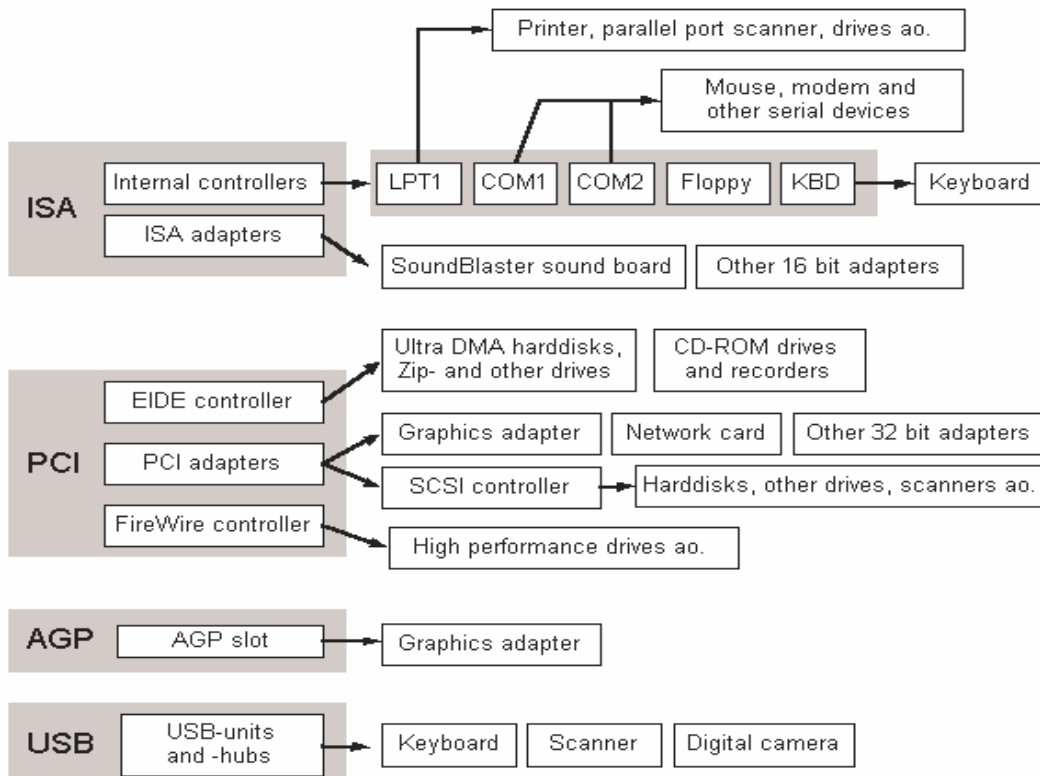 Printer, parallel port scanner, drives ao.
Mouse, modem and
other serial devices
ISA
Internal controllers
LPT1
COM1
COM2
Floppy
KBD
Keyboard
ISA adapters
SoundBlaster sound board
Other 16 bit adapters
PCI
EIDE controller
Ultra DMA harddisks,
Zip- and other drives
CD-ROM drives
and recorders
PCI adapters
Graphics adapter
Network card
Other 32 bit adapters
SCSI controller
Harddisks, other drives, scanners ao.
FireWire controller
High performance drives ao.
AGP
AGP slot
Graphics adapter
USB
USB-units
and -hubs
Keyboard
Scanner
Digital camera